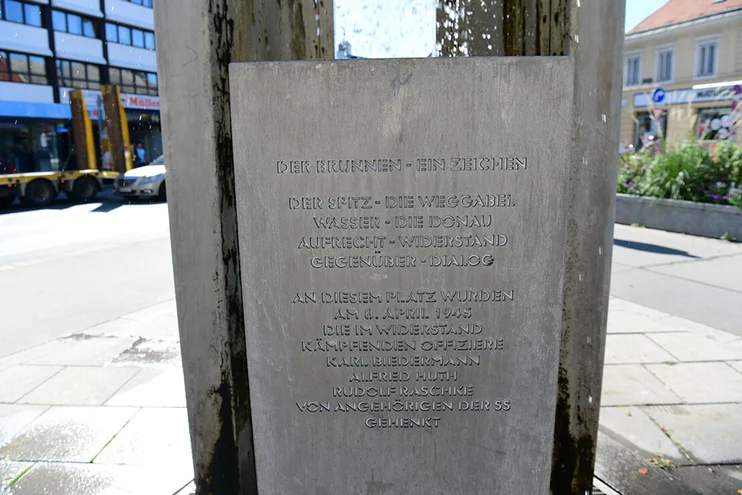 Müller
DER BRUNNEN - EIN ZEICHEN
DER SPITZ - DIE WEGGABEL
WASSER - DIE DONAU
AUFRECHT - WIDERSTAND
GEGENÜBER - DIALOG
AN DIESEM PLATZ WURDEN
AM 8. APRIL 1945
DIE IM WIDERSTAND
KÄMPFENDEN OFFIZIERE
KARL BIEDERMANN
ALFRED HUTH
RUDOLF RASCHKE
VON ANGEHÖRIGEN DER SS
GEHENKT